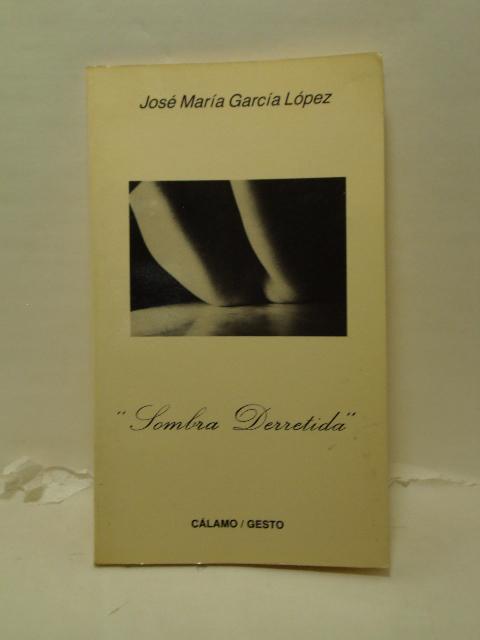 José María García López
"Sombra Derretida"
CÁLAMO / GESTO